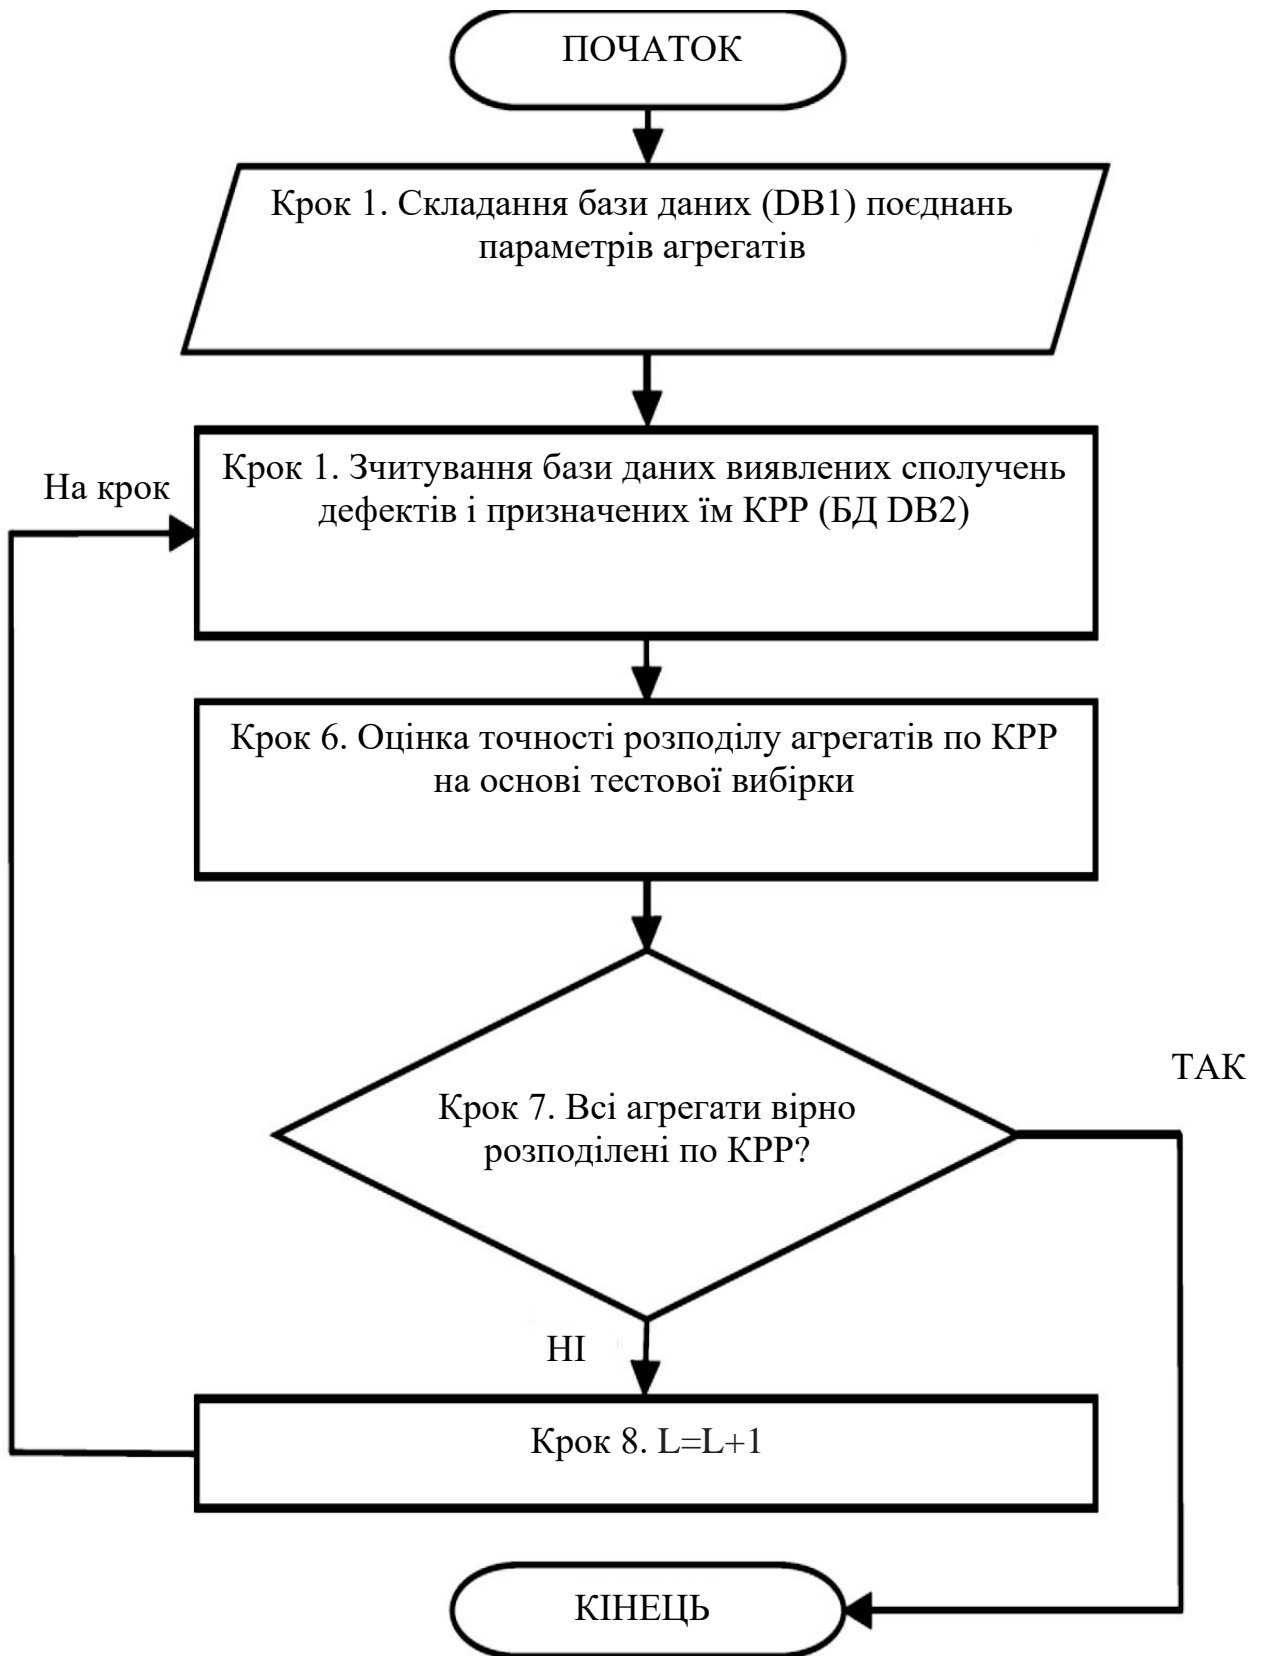 ПОЧАТОК
Крок 1. Складання бази даних (DB1) поєднань
параметрів агрегатів
На крок
Крок 1. Зчитування бази даних виявлених сполучень
дефектів і призначених їм КРР (БД DB2)
Крок 6. Оцінка точності розподілу агрегатів по КРР
на основі тестової вибірки
ТАК
Крок 7. Всі агрегати вірно
розподілені по КРР?
НІ
Крок 8. L=L+1
КІНЕЦЬ